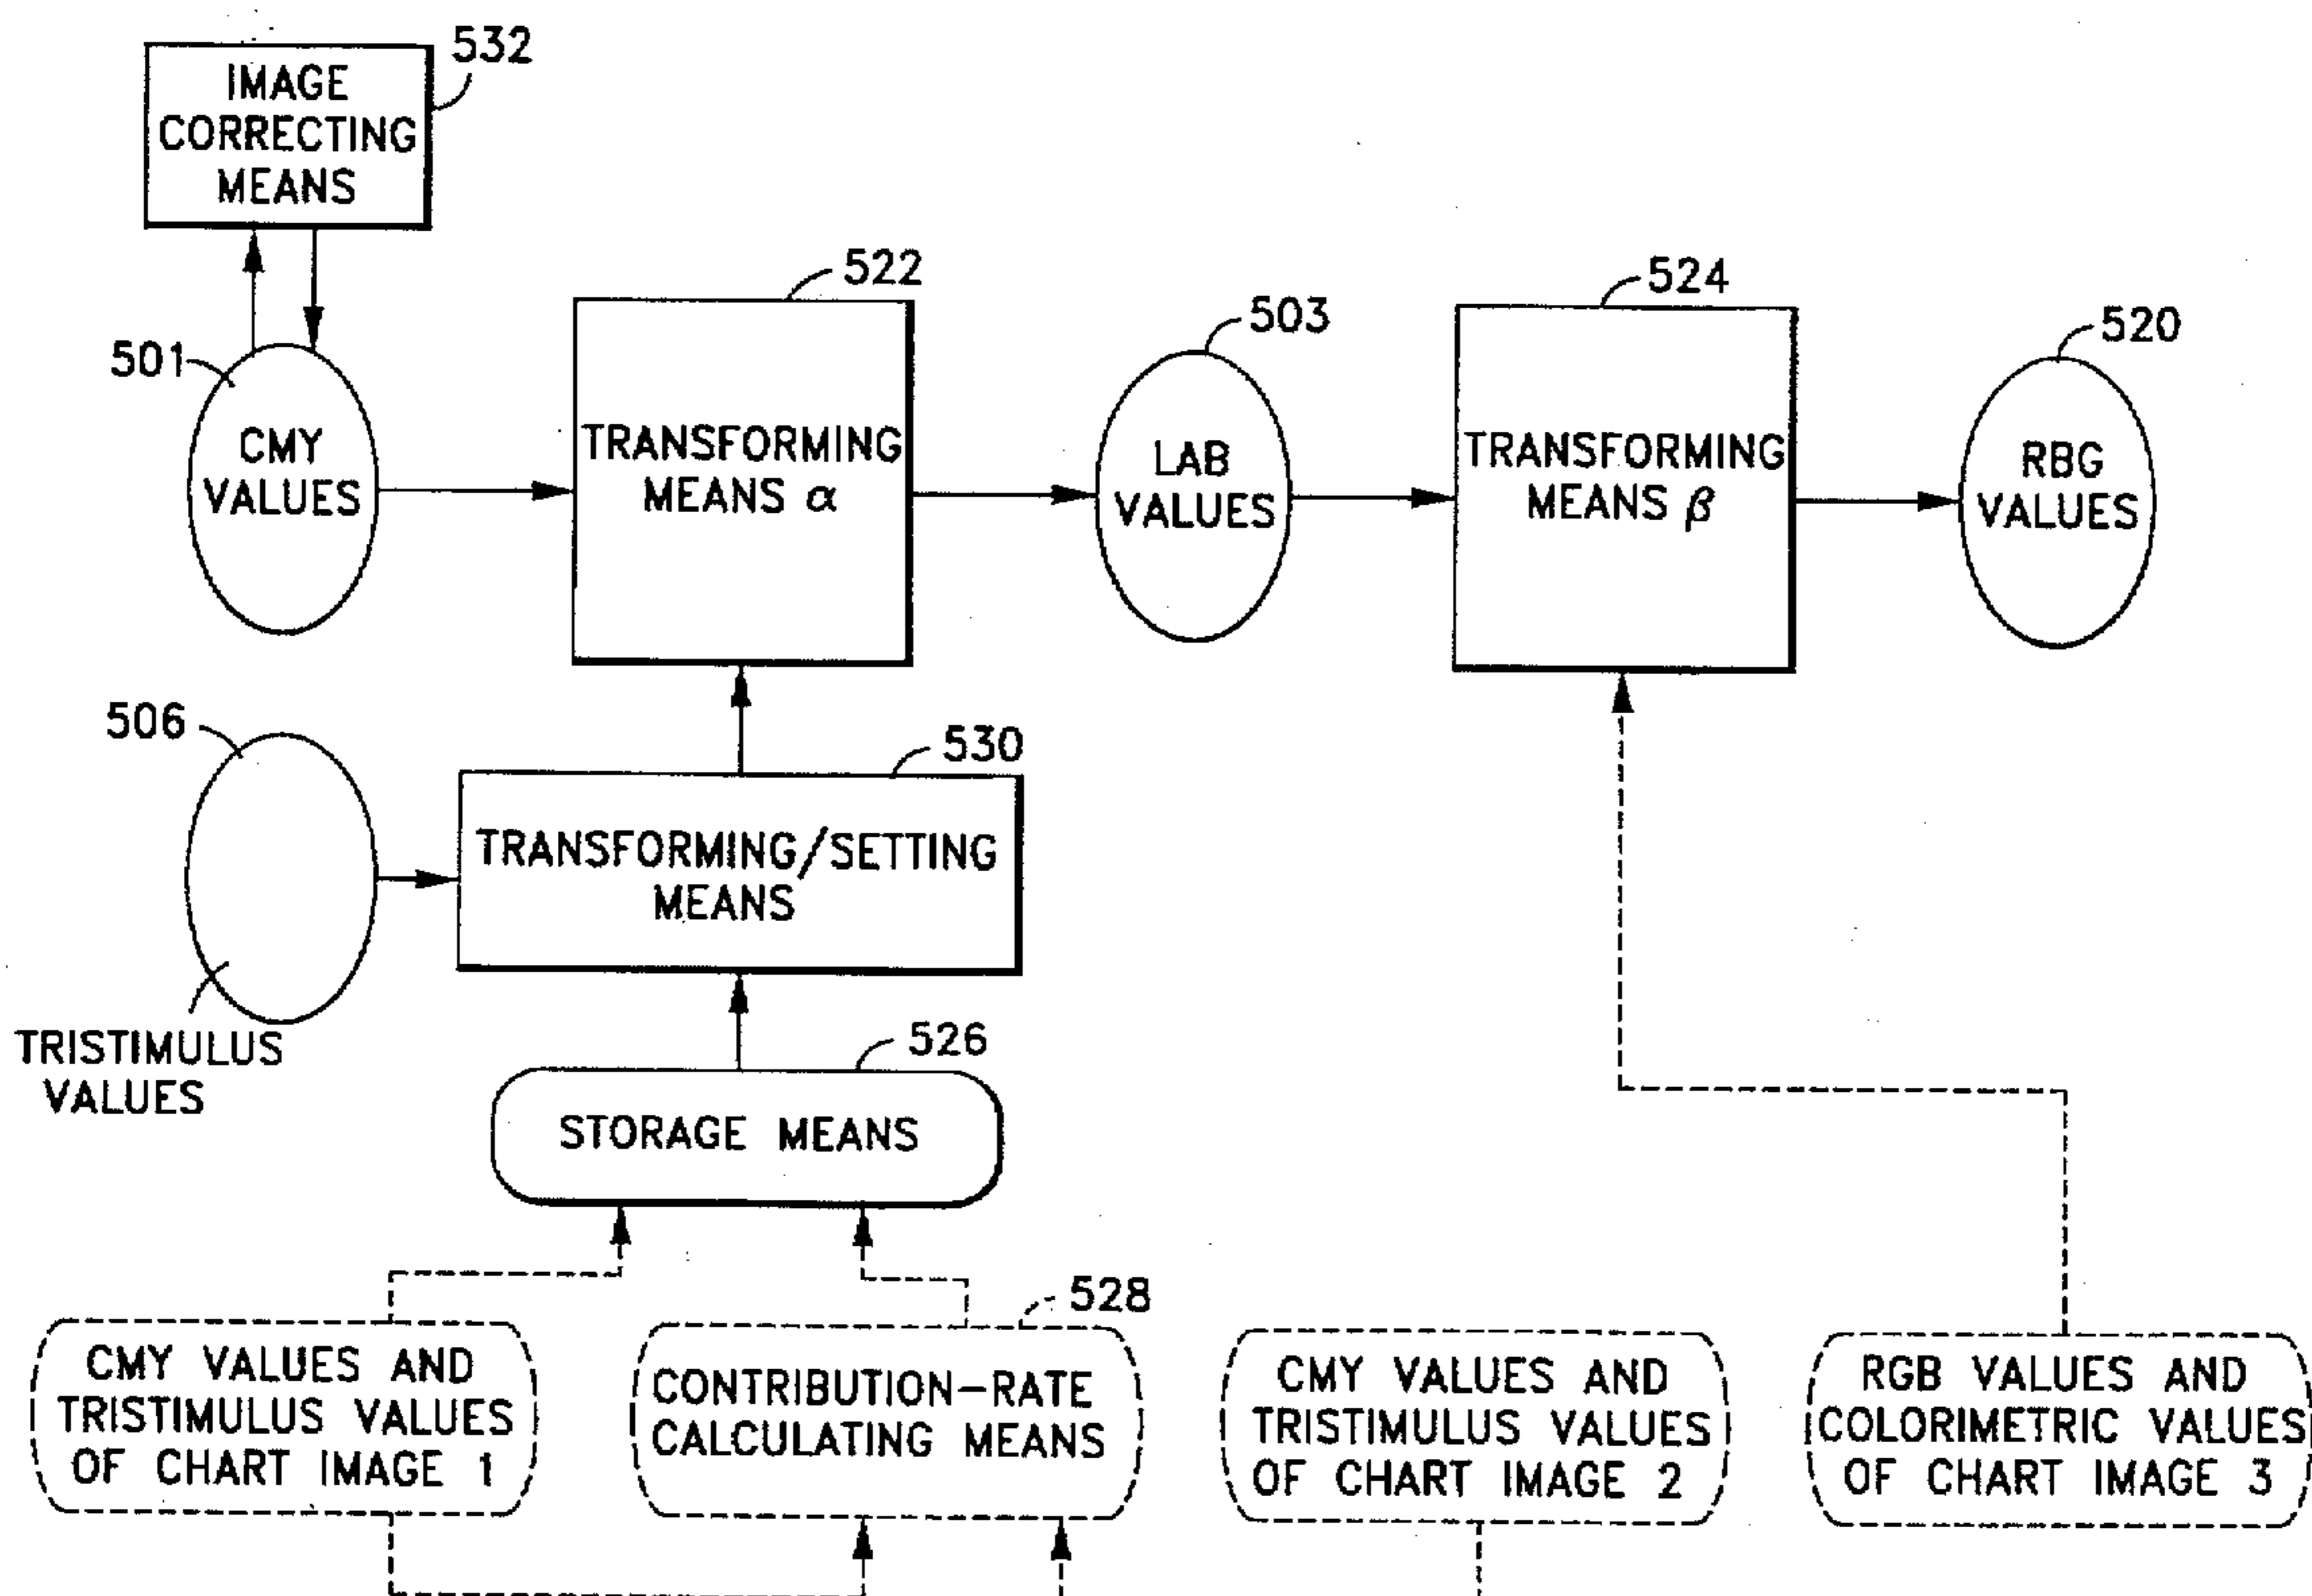 532
IMAGE
CORRECTING
MEANS
522
524
503
520
501
CMY
VALUES
TRANSFORMING
MEANS α
LAB
VALUES
TRANSFORMING
MEANS β
RBG
VALUES
506
530
TRANSFORMING/SETTING
MEANS
TRISTIMULUS
VALUES
526
STORAGE MEANS
528
CMY VALUES AND
TRISTIMULUS VALUES
OF CHART IMAGE 1
CONTRIBUTION-RATE
CALCULATING MEANS
CMY VALUES AND
TRISTIMULUS VALUES
OF CHART IMAGE 2
RGB VALUES AND
COLORIMETRIC VALUES
OF CHART IMAGE 3